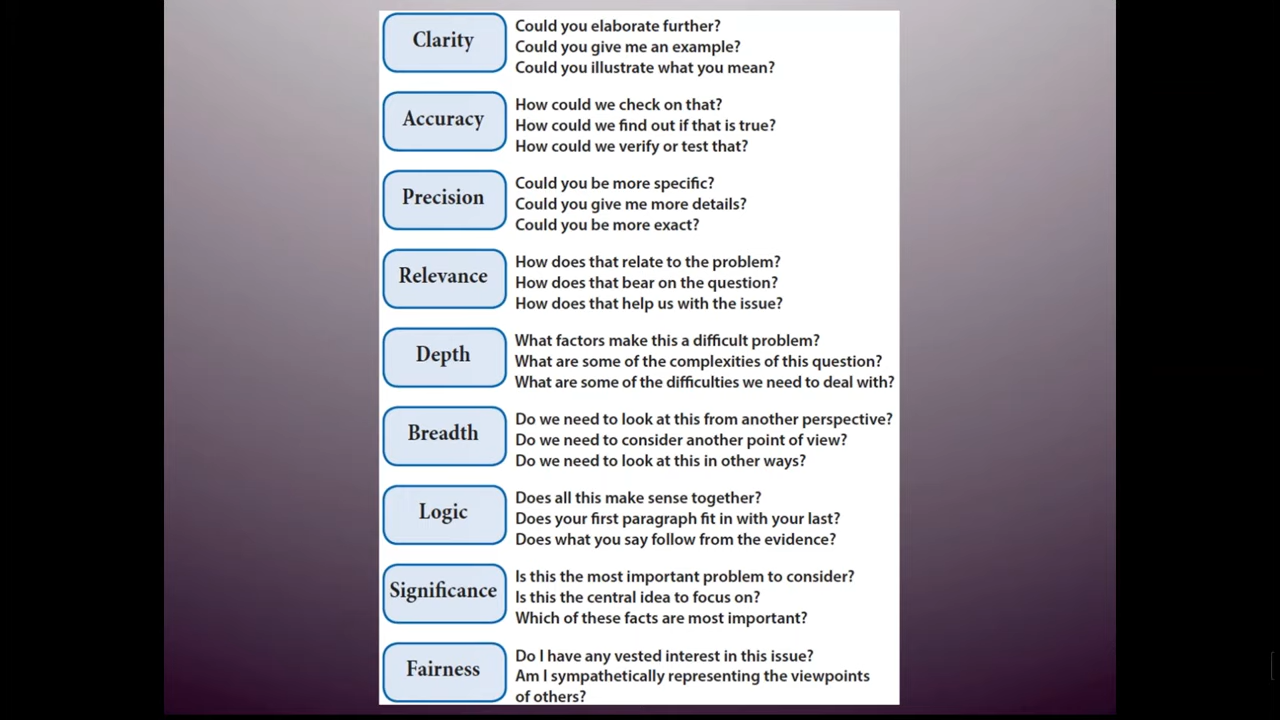 Clarity
Could you elaborate further?
Could you give me an example?
Could you illustrate what you mean?
Accuracy
How could we check on that?
How could we find out if that is true?
How could we verify or test that?
Precision
Could you be more specific?
Could you give me more details?
Could you be more exact?
Relevance
How does that relate to the problem?
How does that bear on the question?
How does that help us with the issue?
Depth
What factors make this a difficult problem?
What are some of the complexities of this question?
What are some of the difficulties we need to deal with?
Breadth
Do we need to look at this from another perspective?
Do we need to consider another point of view?
Do we need to look at this in other ways?
Logic
Does all this make sense together?
Does your first paragraph fit in with your last?
Does what you say follow from the evidence?
Significance
Is this the most important problem to consider?
Is this the central idea to focus on?
Which of these facts are most important?
Fairness
Do I have any vested interest in this issue?
Am I sympathetically representing the viewpoints
of others?